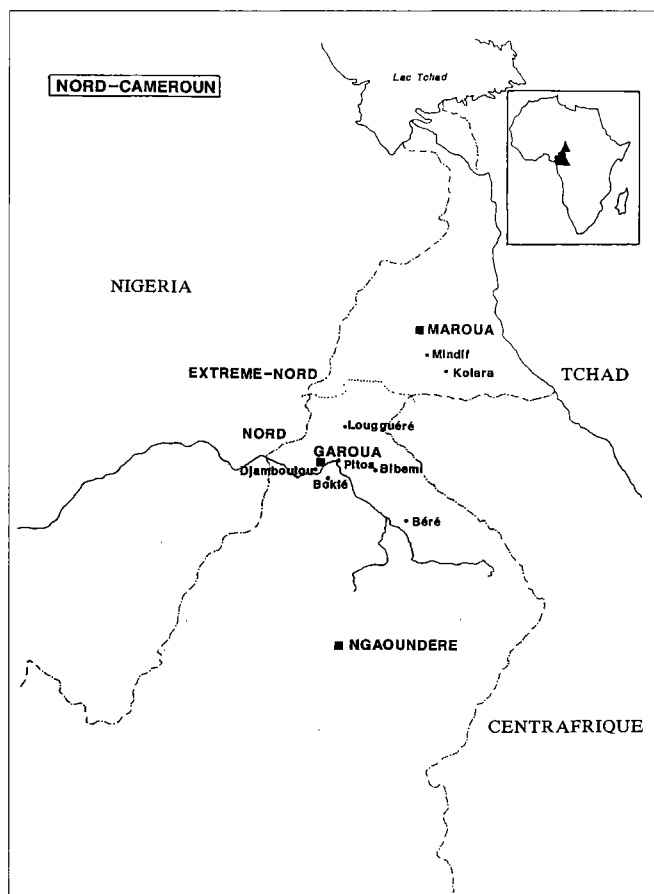 Lac Tchad
NORD-CAMEROUN
NIGERIA
MAROUA
Mindif
Kolara
EXTREME-NORD
TCHAD
Lougguéré
NORD
GAROUA
Djamboutou
Pitoa
Bibemi
Boklé
Béré
NGAOUNDERE
CENTRAFRIQUE